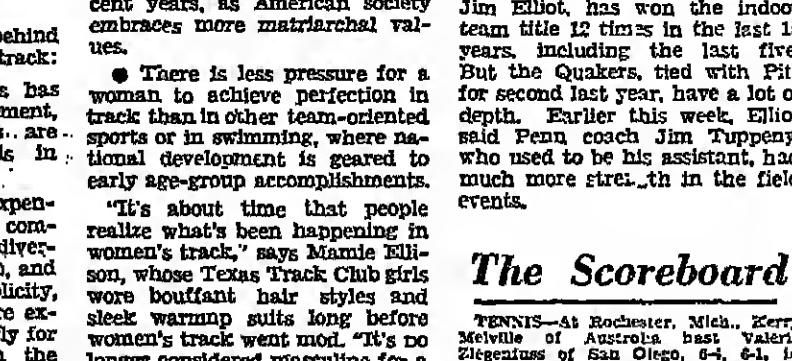 behind
track:
s has
ment,
s.. are
ls in
xpen-
com-
diver-
n, and
licity,
re ex-
ly for
the
cent years, as American society
embraces more matriarchal val-
ues.
● There is less pressure for a
woman to achieve perfection in
track than in other team-oriented
sports or in swimming, where na-
tional development is geared to
early age-group accomplishments.
"It's about time that people
realize what's been happening in
women's track," says Mamie Elli-
son, whose Texas Track Club girls
wore bouffant hair styles and
sleek warmup suits long before
women's track went mod. "It's no
longer considered masculine for a
Jim Elliot, has won the indoor
team title 12 times in the last 1
years, including the last five
But the Quakers, tied with Pit
for second last year, have a lot o
depth. Earlier this week, Ellio
said Penn coach Jim Tuppeny
who used to be his assistant, had
much more stre th in the field
events.
The Scoreboard
TENNIS—At Rochester, Mich., Kerry
Melville of Australia beat Valeri
Ziegenfuss of San Diego, 6-4, 6-1,